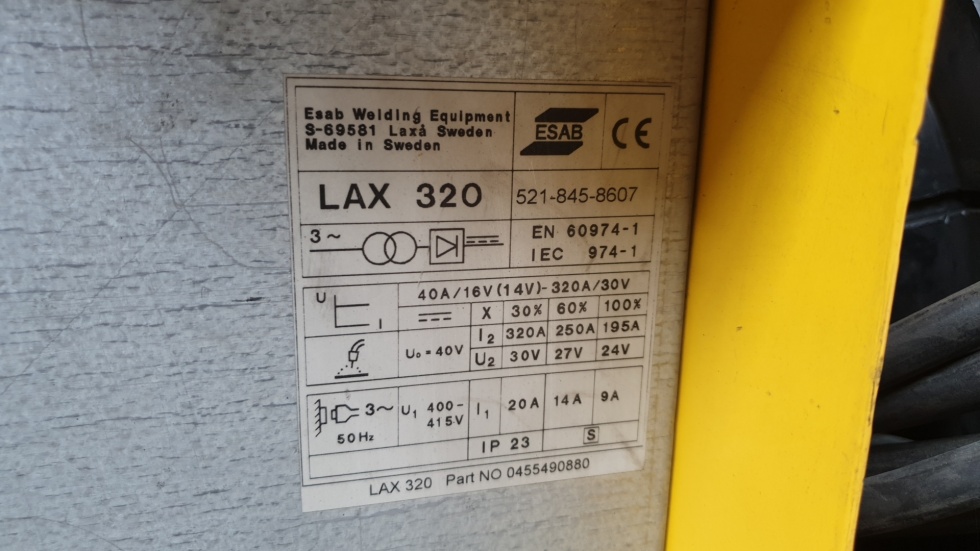 Esab Welding Equipment
S-69581 Laxå Sweden
Made in Sweden
ESAB
CE
LAX 320
521-845-8607
3~
EN 60974-1
IEC 974-1
U
I
40A/16V(14V)-320A/30V
X 30% 60% 100%
U₀=40V
I₂ 320A 250A 195A
U₂ 30V 27V 24V
3~
50Hz
U₁ 400-
415V
I₁ 20A 14A 9A
IP 23
S
LAX 320 Part NO 0455490880